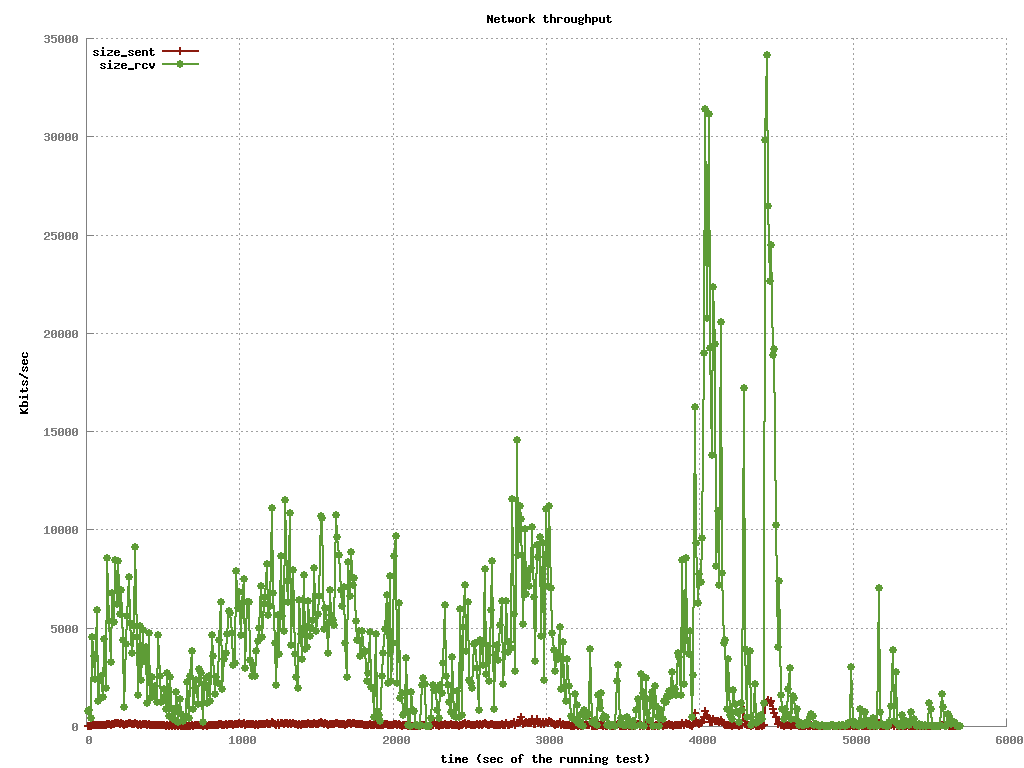 Network throughput
size_sent
size_rcv
35000
30000
25000
20000
15000
10000
5000
0
Kbits/sec
0 1000 2000 3000 4000 5000 6000
time (sec of the running test)